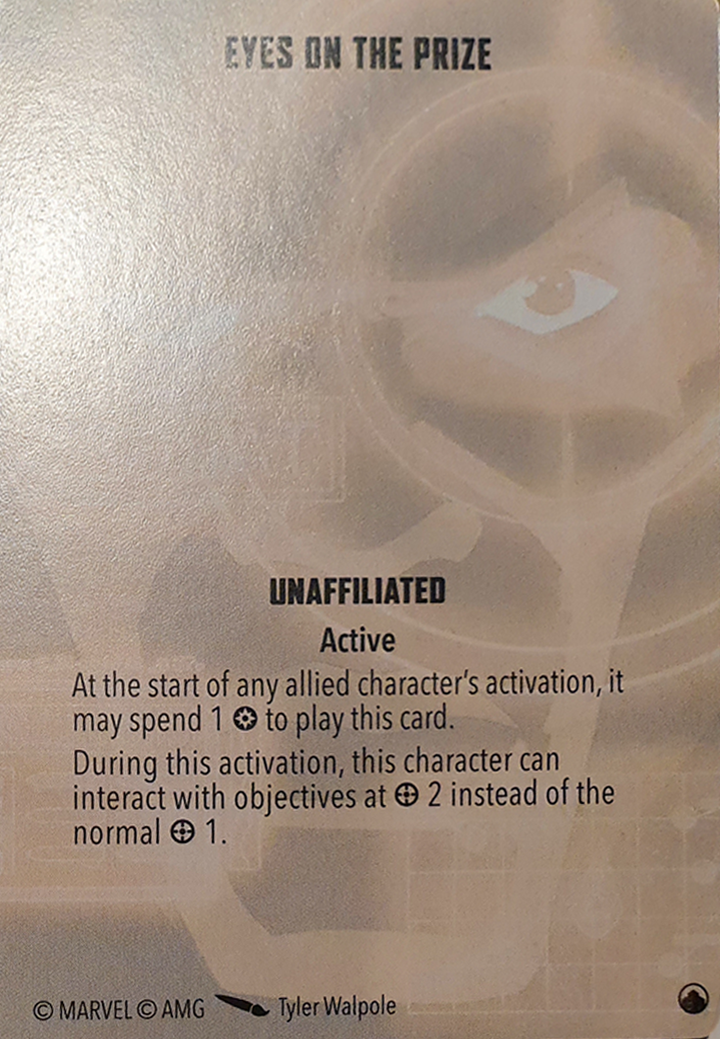 EYES ON THE PRIZE
UNAFFILIATED
Active
At the start of any allied character's activation, it
may spend 1 to play this card.
During this activation, this character can
interact with objectives at 2 instead of the
normal 1.
© MARVEL © AMG Tyler Walpole